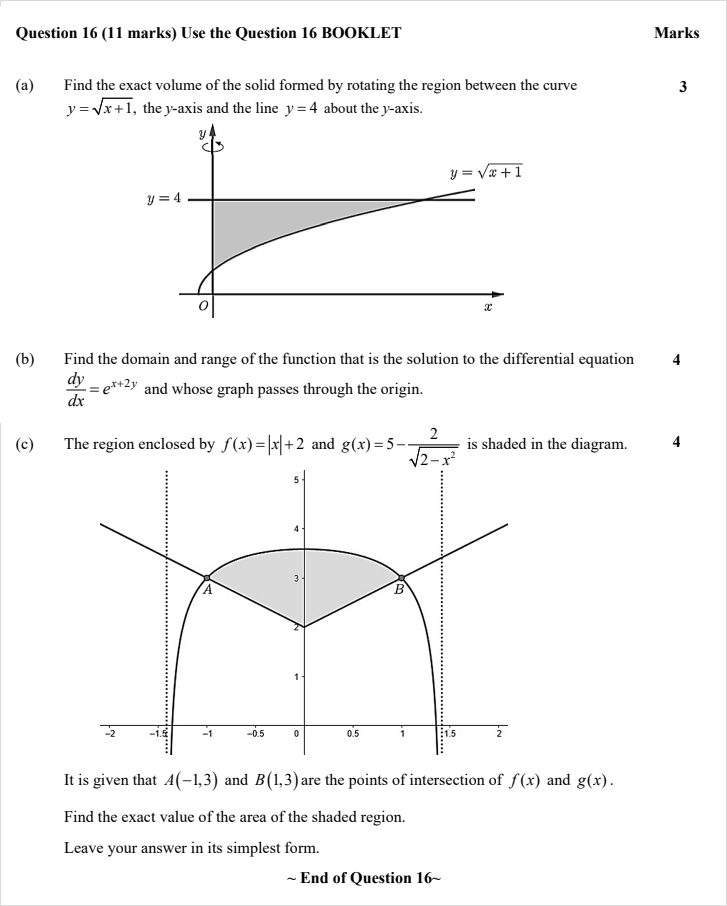 Question 16 (11 marks) Use the Question 16 BOOKLET Marks
(a) Find the exact volume of the solid formed by rotating the region between the curve 3
y = √(x+1), the y-axis and the line y = 4 about the y-axis.
y
y = √(x + 1)
y = 4
O
x
(b) Find the domain and range of the function that is the solution to the differential equation 4
dy/dx = e^(x+2y) and whose graph passes through the origin.
(c) The region enclosed by f(x) = |x| + 2 and g(x) = 5 − 2/√(2 − x²) is shaded in the diagram. 4
5
4
3
A
B
2
1
−2 −1.5 −1 −0.5 0 0.5 1 1.5 2
It is given that A(−1,3) and B(1,3) are the points of intersection of f(x) and g(x).
Find the exact value of the area of the shaded region.
Leave your answer in its simplest form.
~ End of Question 16~